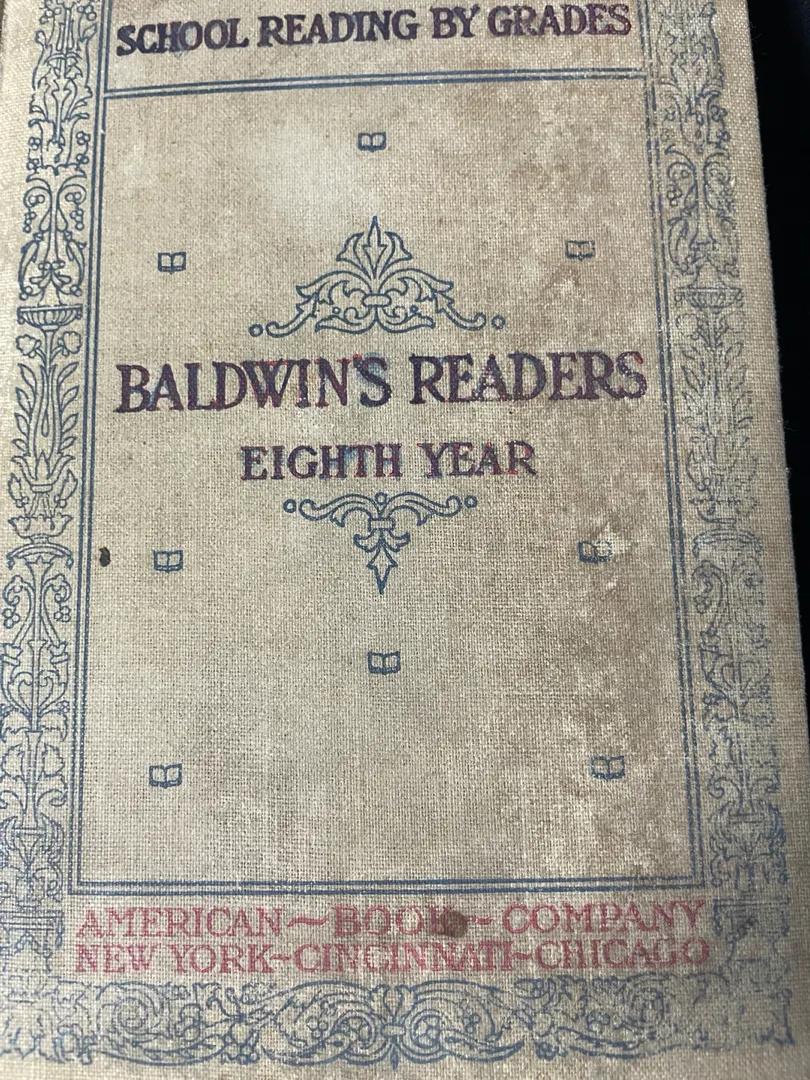 SCHOOL READING BY GRADES
BALDWIN'S READERS
EIGHTH YEAR
AMERICAN~BOOK~COMPANY
NEW YORK~CINCINNATI~CHICAGO